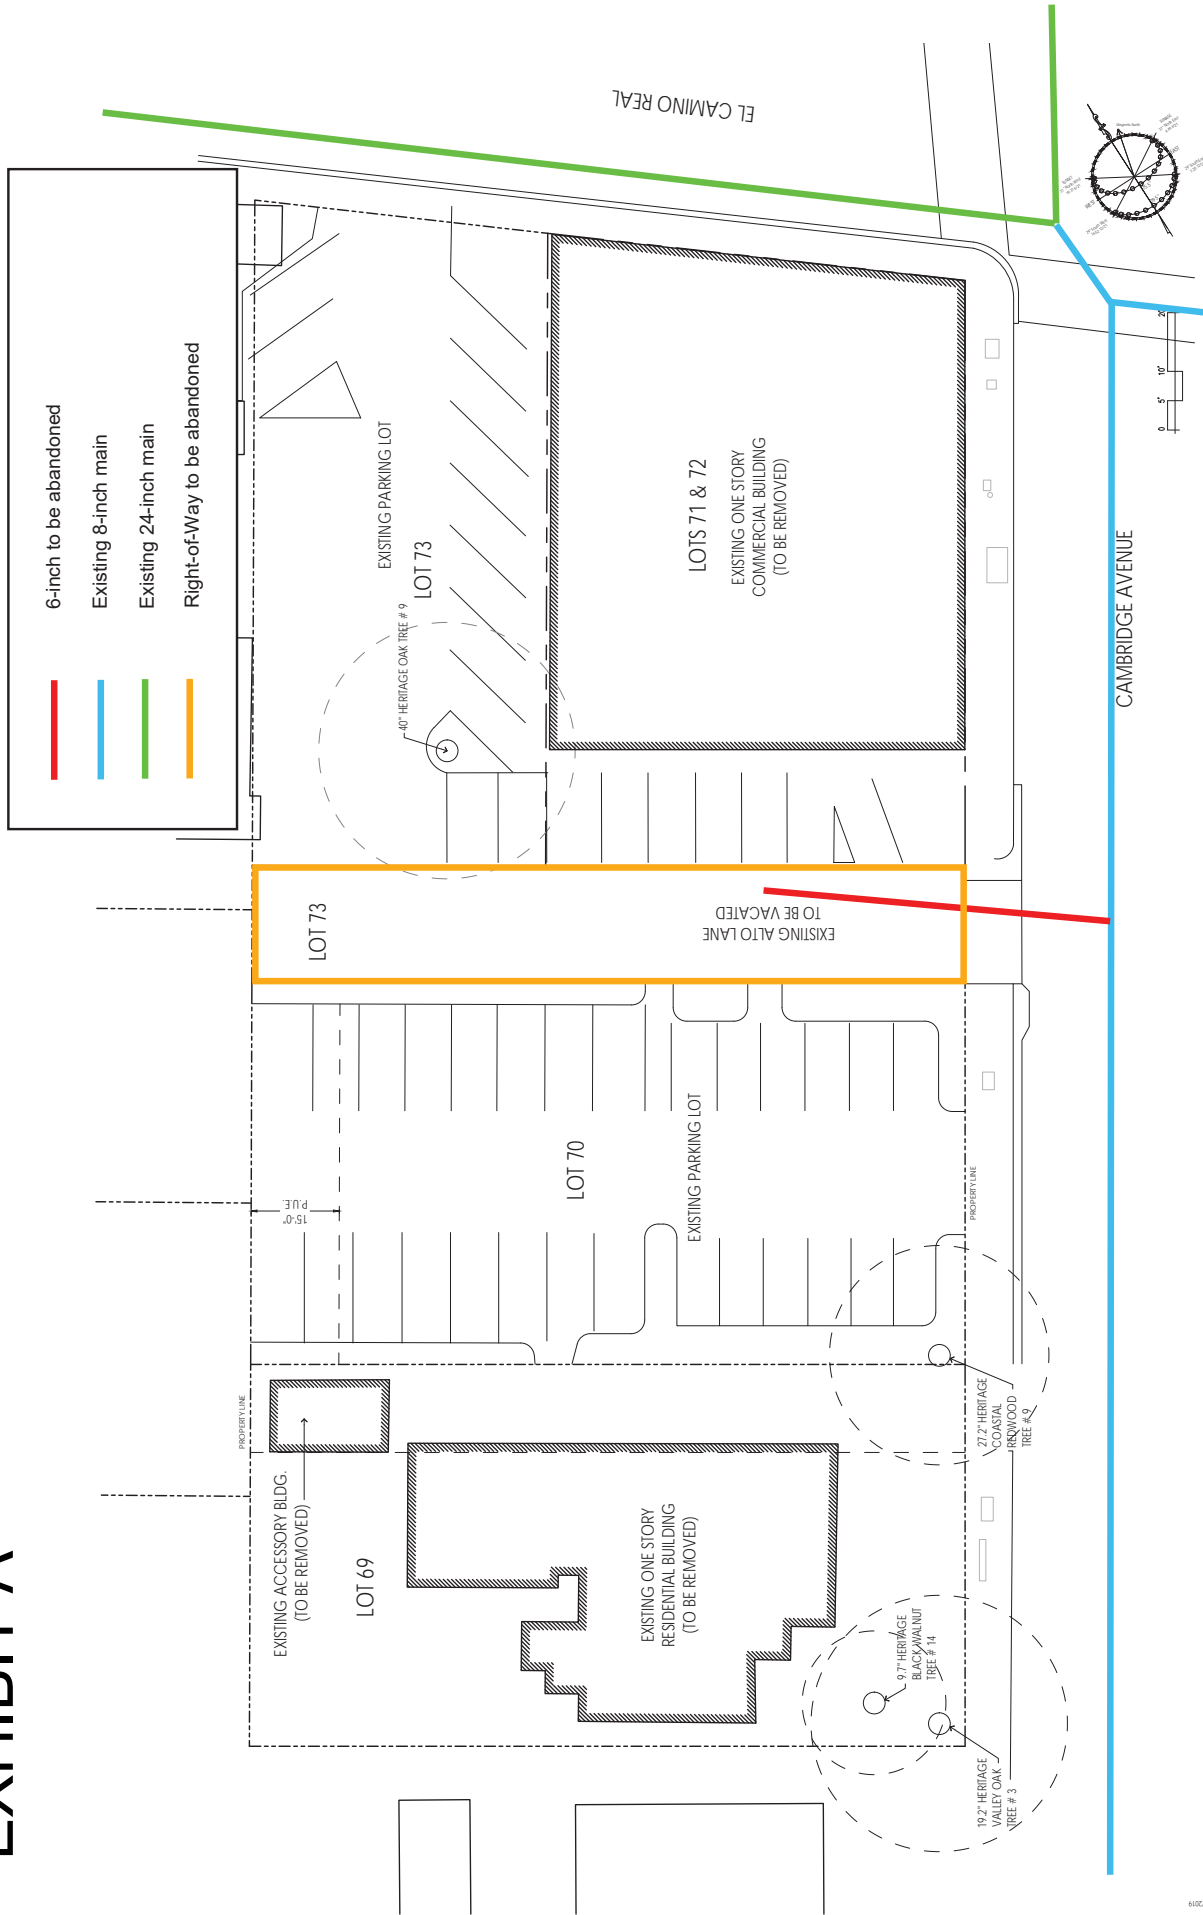 EXHIBIT A
6-inch to be abandoned
Existing 8-inch main
Existing 24-inch main
Right-of-Way to be abandoned
EL CAMINO REAL
EXISTING PARKING LOT
LOT 73
40" HERITAGE OAK TREE # 9
LOTS 71 & 72
EXISTING ONE STORY
COMMERCIAL BUILDING
(TO BE REMOVED)
LOT 73
EXISTING ALTO LANE
TO BE VACATED
CAMBRIDGE AVENUE
0
5'
10'
20'
Magnetic North
EAST
WEST
15'-0"
P.U.E.
LOT 70
EXISTING PARKING LOT
PROPERTY LINE
PROPERTY LINE
EXISTING ACCESSORY BLDG.
(TO BE REMOVED)
LOT 69
EXISTING ONE STORY
RESIDENTIAL BUILDING
(TO BE REMOVED)
27.2" HERITAGE
COASTAL
REDWOOD
TREE # 9
9.7" HERITAGE
BLACK WALNUT
TREE # 14
19.2" HERITAGE
VALLEY OAK
TREE # 3
2019